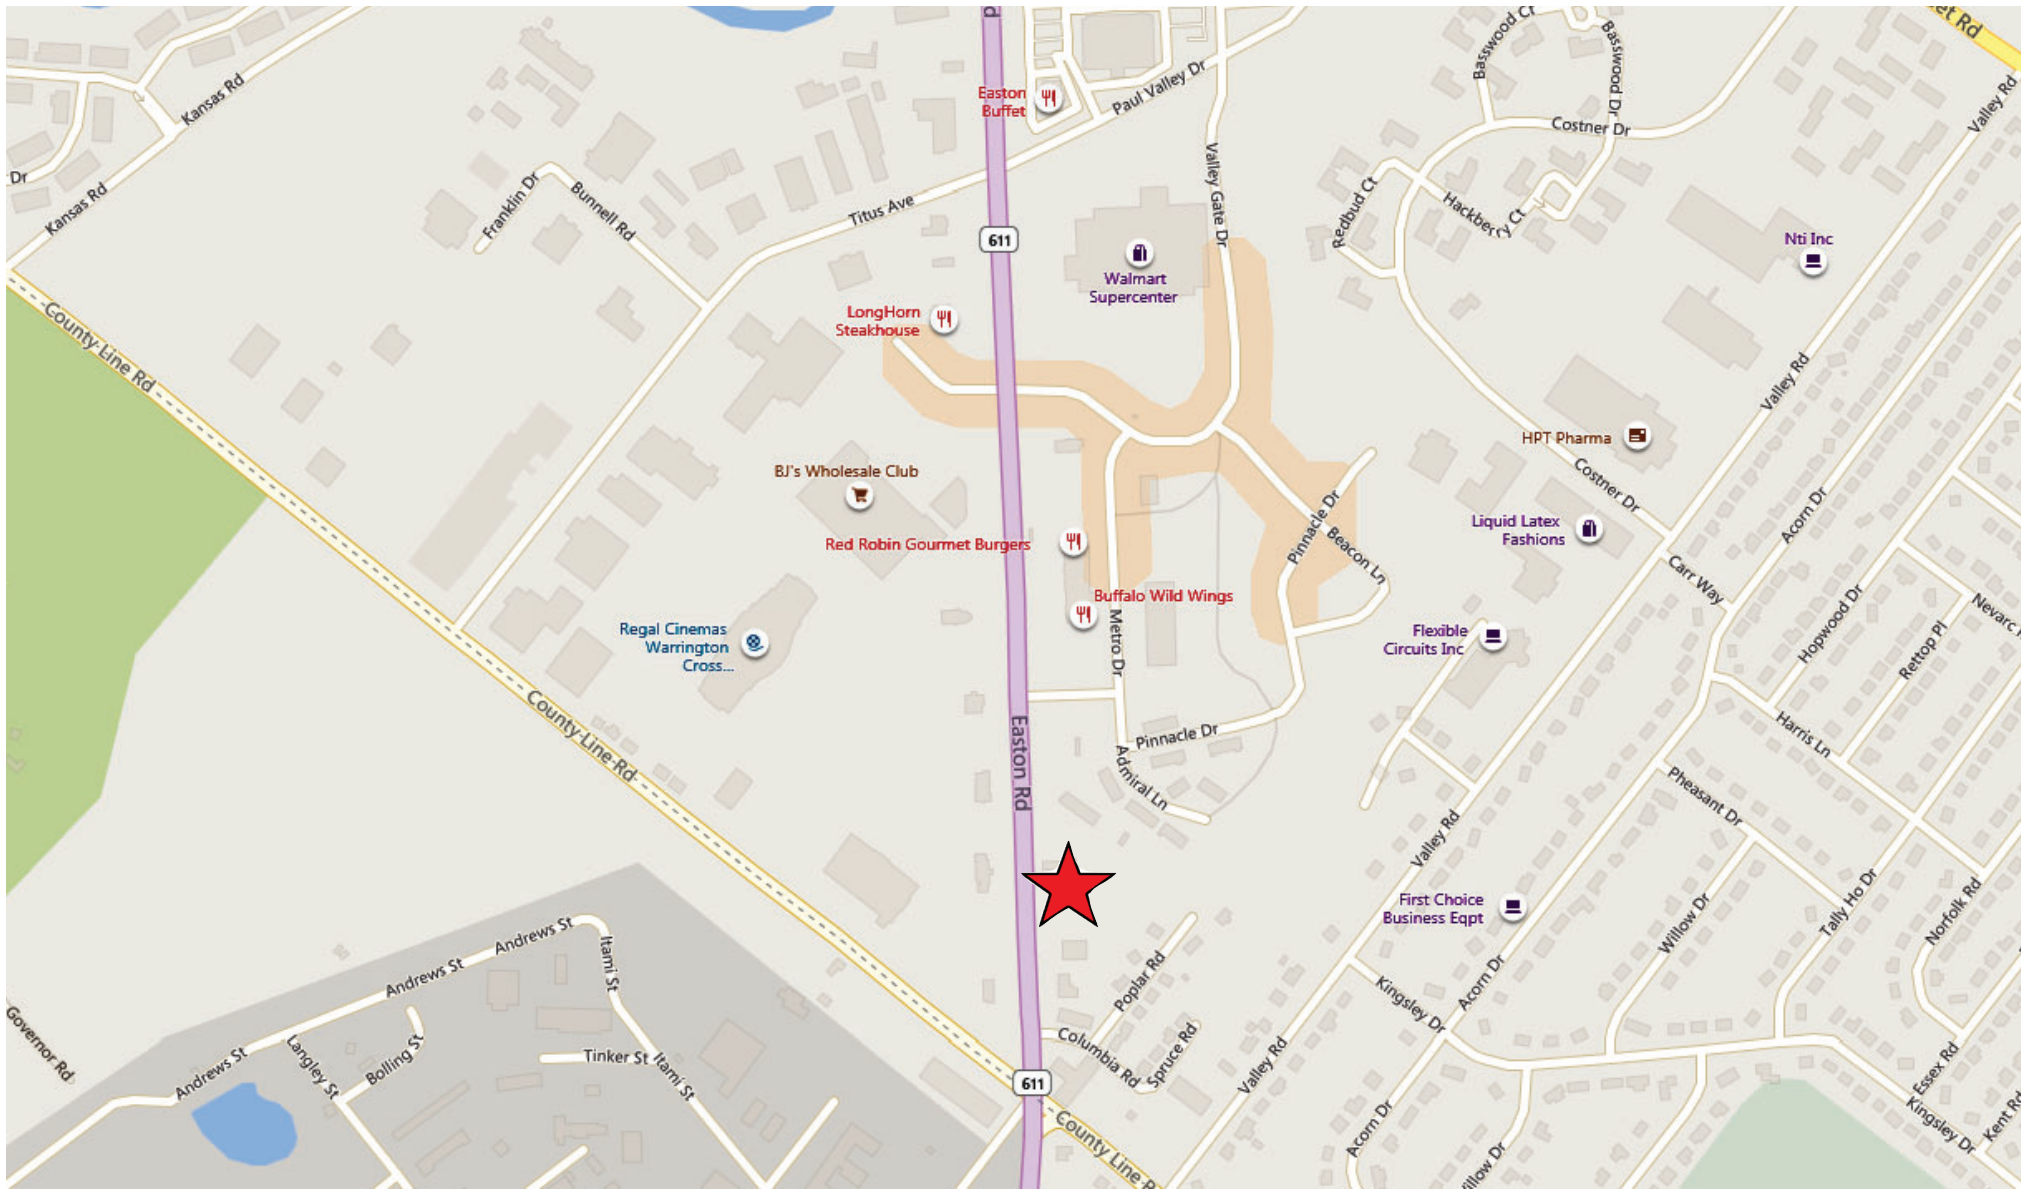 et Rd
Basswood Ct
Basswood Dr
Kansas Rd
Easton
Buffet
Paul Valley Dr
Valley Rd
Costner Dr
Dr
Kansas Rd
Franklin Dr
Bunnell Rd
Titus Ave
Valley Gate Dr
Redbud Ct
Hackberry Ct
611
Nti Inc
Walmart
Supercenter
County Line Rd
LongHorn
Steakhouse
Valley Rd
HPT Pharma
BJ's Wholesale Club
Costner Dr
Acorn Dr
Pinnacle Dr
Beacon Ln
Liquid Latex
Fashions
Red Robin Gourmet Burgers
Carr Way
Buffalo Wild Wings
Hopwood Dr
Rettop Pl
Nevarc
Regal Cinemas
Warrington
Cross...
Metro Dr
Flexible
Circuits Inc
County Line Rd
Easton Rd
Pinnacle Dr
Harris Ln
Admiral Ln
Pheasant Dr
Valley Rd
First Choice
Business Eqpt
Willow Dr
Tally Ho Dr
Norfolk Rd
Andrews St
Itami St
Andrews St
Poplar Rd
Kingsley Dr
Acorn Dr
Governor Rd
Andrews St
Langley St
Bolling St
Tinker St
Itami St
Columbia Rd
Spruce Rd
Valley Rd
Essex Rd
611
Acorn Dr
County Line
Kingsley Dr
Kent Rd
illow Dr